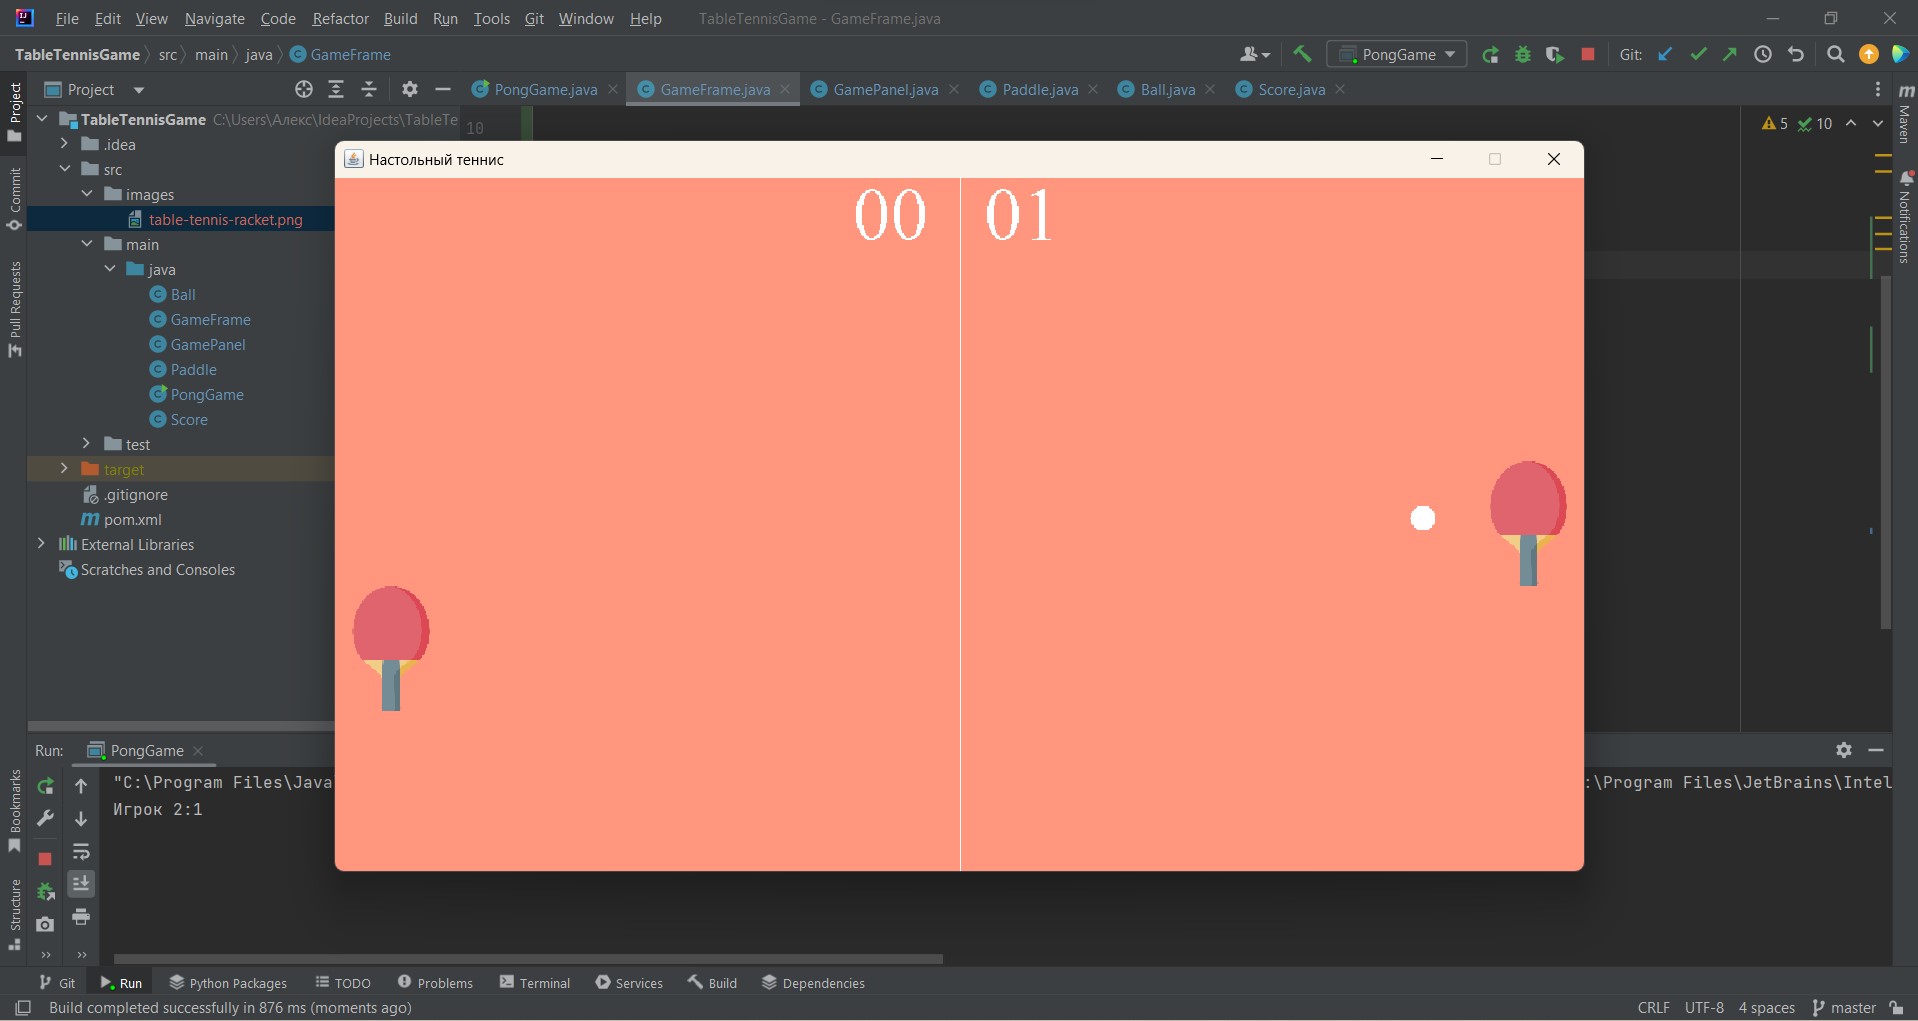 File Edit View Navigate Code Refactor Build Run Tools Git Window Help TableTennisGame - GameFrame.java
TableTennisGame src main java GameFrame PongGame Git:
Project PongGame.java GameFrame.java GamePanel.java Paddle.java Ball.java Score.java
TableTennisGame C:\Users\Алекс\IdeaProjects\TableTe
10
5 10
.idea
src
images
table-tennis-racket.png
main
java
Ball
GameFrame
GamePanel
Paddle
PongGame
Score
test
target
.gitignore
pom.xml
External Libraries
Scratches and Consoles
Настольный теннис
00 01
Project
Commit
Pull Requests
Bookmarks
Structure
m
Maven
Notifications
Run: PongGame
"C:\Program Files\Java
:\Program Files\JetBrains\Intel
Игрок 2:1
Git Run Python Packages TODO Problems Terminal Services Build Dependencies
Build completed successfully in 876 ms (moments ago) CRLF UTF-8 4 spaces master